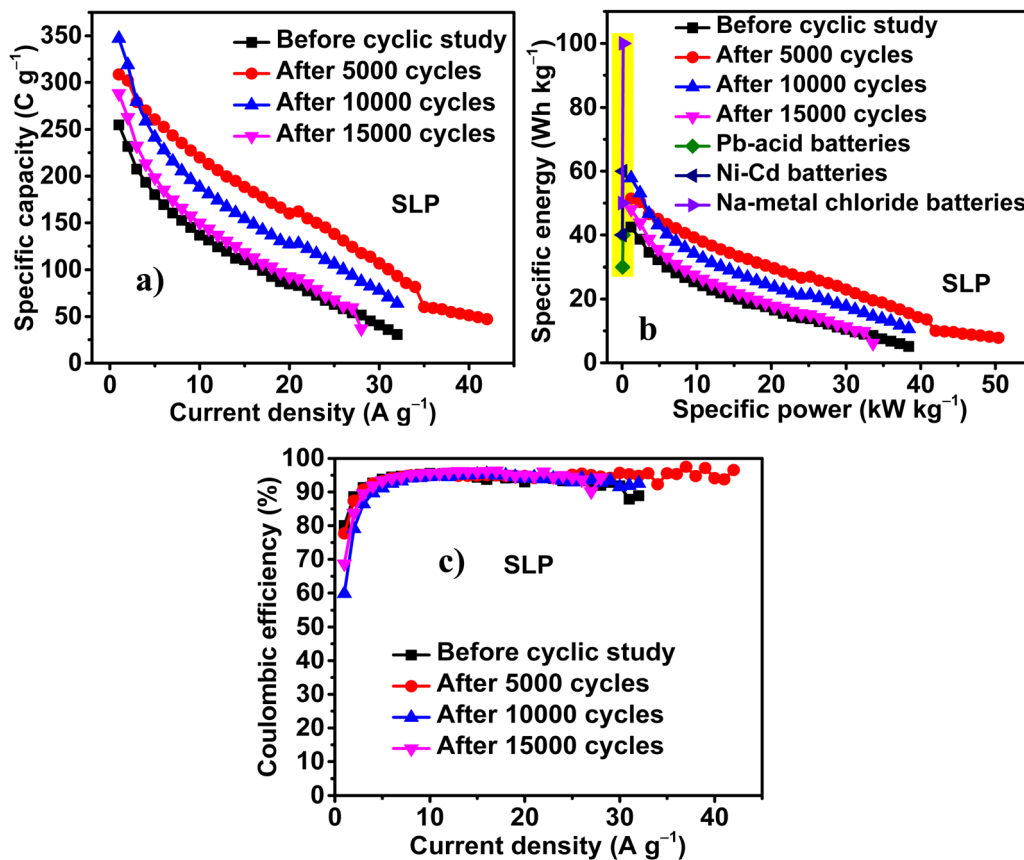 a)
Specific capacity (C g⁻¹)
350
300
250
200
150
100
50
0
Before cyclic study
After 5000 cycles
After 10000 cycles
After 15000 cycles
SLP
0 10 20 30 40
Current density (A g⁻¹)
b
Specific energy (Wh kg⁻¹)
100
80
60
40
20
0
Before cyclic study
After 5000 cycles
After 10000 cycles
After 15000 cycles
Pb-acid batteries
Ni-Cd batteries
Na-metal chloride batteries
SLP
0 10 20 30 40 50
Specific power (kW kg⁻¹)
c)
Coulombic efficiency (%)
100
90
80
70
60
50
40
30
20
10
0
SLP
Before cyclic study
After 5000 cycles
After 10000 cycles
After 15000 cycles
0 10 20 30 40
Current density (A g⁻¹)